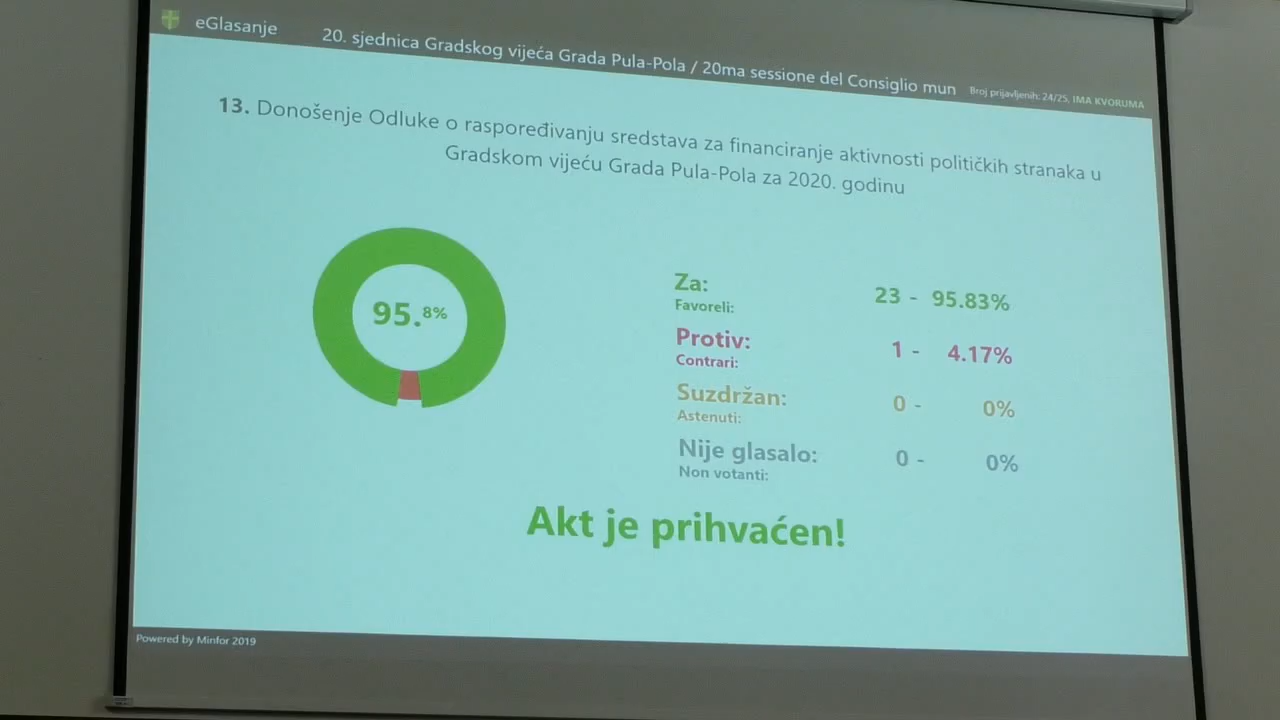 eGlasanje
20. sjednica Gradskog vijeća Grada Pula-Pola / 20ma sessione del Consiglio mun
Broj prijavljenih: 24/25, IMA KVORUMA
13. Donošenje Odluke o raspoređivanju sredstava za financiranje aktivnosti političkih stranaka u
Gradskom vijeću Grada Pula-Pola za 2020. godinu
95.8%
Za: 23 - 95.83%
Favoreli:
Protiv: 1 - 4.17%
Contrari:
Suzdržan: 0 - 0%
Astenuti:
Nije glasalo: 0 - 0%
Non votanti:
Akt je prihvaćen!
Powered by Minfor 2019